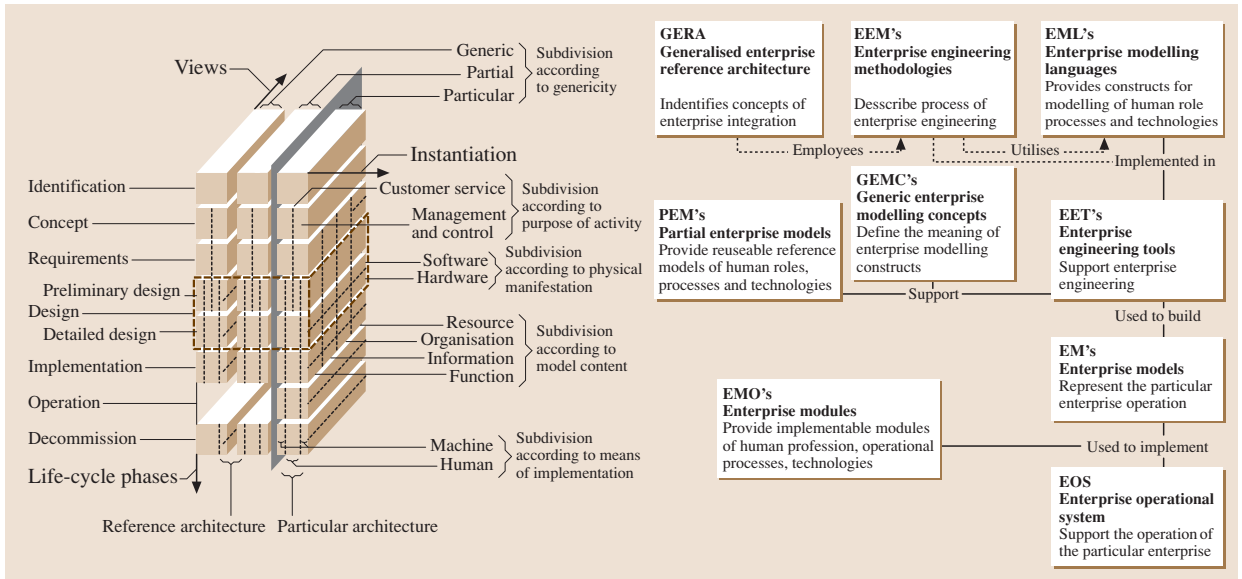 Views
Generic
Partial
Particular
Subdivision
according
to genericity
Instantiation
Identification
Concept
Requirements
Preliminary design
Design
Detailed design
Implementation
Operation
Decommission
Life-cycle phases
Customer service
Management
and control
Subdivision
according to
purpose of activity
Software
Hardware
Subdivision
according to physical
manifestation
Resource
Organisation
Information
Function
Subdivision
according to
model content
Machine
Human
Subdivision
according to means
of implementation
Reference architecture
Particular architecture
GERA
Generalised enterprise
reference architecture
Indentifies concepts of
enterprise integration
EEM's
Enterprise engineering
methodologies
Desscribe process of
enterprise engineering
EML's
Enterprise modelling
languages
Provides constructs for
modelling of human role
processes and technologies
Employees
Utilises
Implemented in
PEM's
Partial enterprise models
Provide reuseable reference
models of human roles,
processes and technologies
GEMC's
Generic enterprise
modelling concepts
Define the meaning of
enterprise modelling
constructs
EET's
Enterprise
engineering tools
Support enterprise
engineering
Support
Used to build
EM's
Enterprise models
Represent the particular
enterprise operation
EMO's
Enterprise modules
Provide implementable modules
of human profession, operational
processes, technologies
Used to implement
EOS
Enterprise operational
system
Support the operation of
the particular enterprise